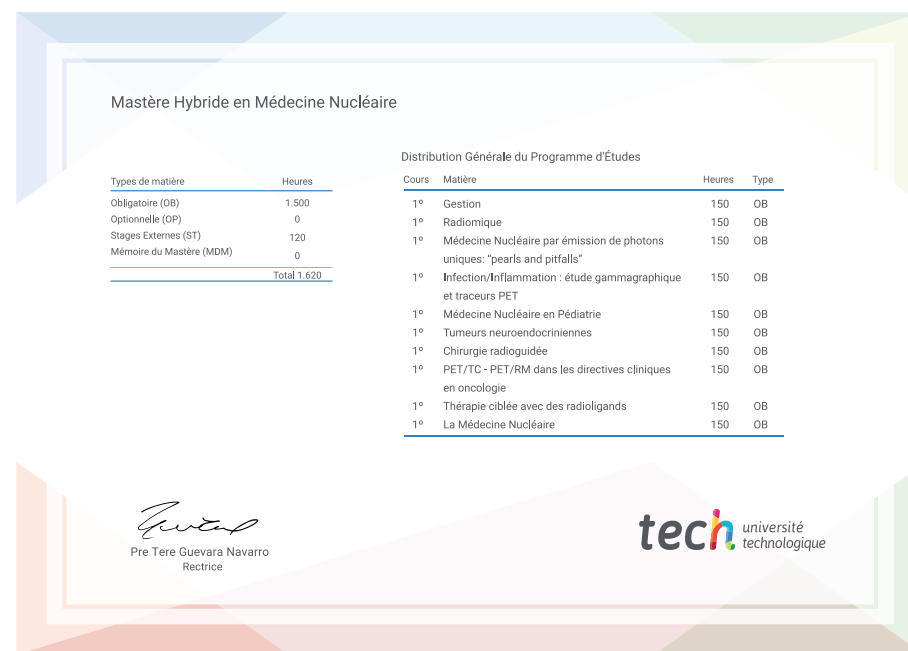 Mastère Hybride en Médecine Nucléaire
Types de matière Heures
Obligatoire (OB) 1.500
Optionnelle (OP) 0
Stages Externes (ST) 120
Mémoire du Mastère (MDM) 0
Total 1.620
Distribution Générale du Programme d'Études
Cours Matière Heures Type
1º Gestion 150 OB
1º Radiomique 150 OB
1º Médecine Nucléaire par émission de photons 150 OB
uniques: “pearls and pitfalls”
1º Infection/Inflammation : étude gammagraphique 150 OB
et traceurs PET
1º Médecine Nucléaire en Pédiatrie 150 OB
1º Tumeurs neuroendocriniennes 150 OB
1º Chirurgie radioguidée 150 OB
1º PET/TC - PET/RM dans les directives cliniques 150 OB
en oncologie
1º Thérapie ciblée avec des radioligands 150 OB
1º La Médecine Nucléaire 150 OB
Pre Tere Guevara Navarro
Rectrice
tech université
technologique